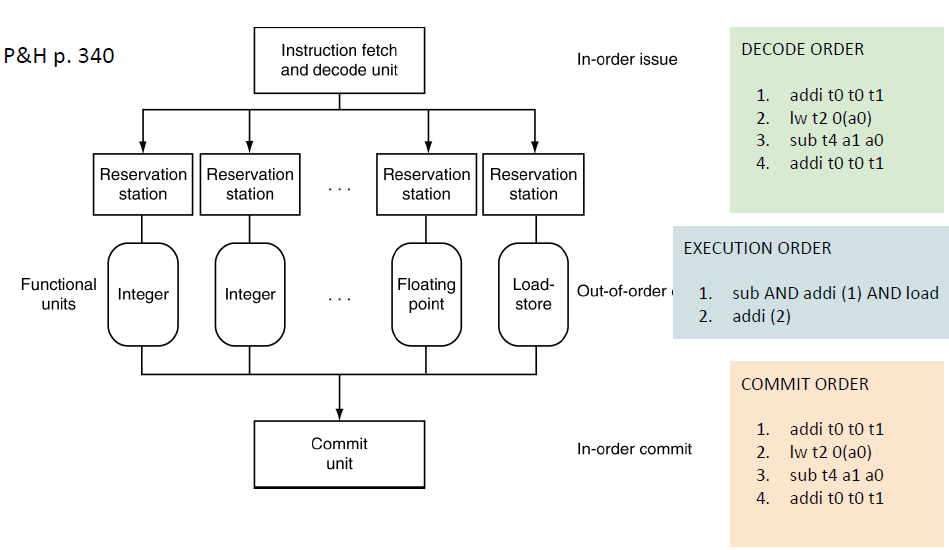 P&H p. 340
Instruction fetch
and decode unit
In-order issue
DECODE ORDER
1. addi t0 t0 t1
2. lw t2 0(a0)
3. sub t4 a1 a0
4. addi t0 t0 t1
Reservation
station
Reservation
station
. . .
Reservation
station
Reservation
station
Functional
units
Integer
Integer
. . .
Floating
point
Load-
store
Out-of-order
EXECUTION ORDER
1. sub AND addi (1) AND load
2. addi (2)
Commit
unit
In-order commit
COMMIT ORDER
1. addi t0 t0 t1
2. lw t2 0(a0)
3. sub t4 a1 a0
4. addi t0 t0 t1